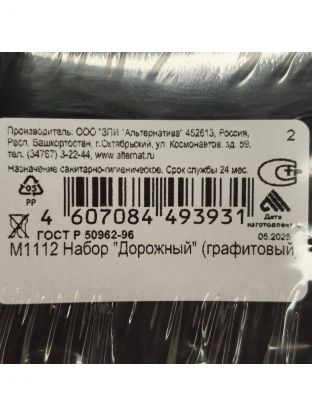 Производитель: ООО "ЗПИ "Альтернатива" 452613, Россия,
Респ. Башкортостан, г.Октябрьский, ул. Космонавтов, зд. 59,
тел. (34767) 3-22-44, www.alternat.ru
2
Назначение санитарно-гигиеническое. Срок службы 24 мес.
PP
4 607084 493931
Дата
изготовления
ГОСТ Р 50962-96
05.2025
М1112 Набор "Дорожный" (графитовый)